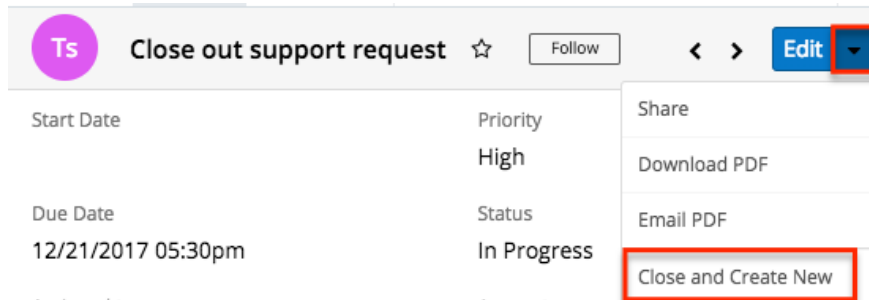 Ts Close out support request Follow Edit
Start Date Priority Share
High Download PDF
Due Date Status Email PDF
12/21/2017 05:30pm In Progress
Close and Create New